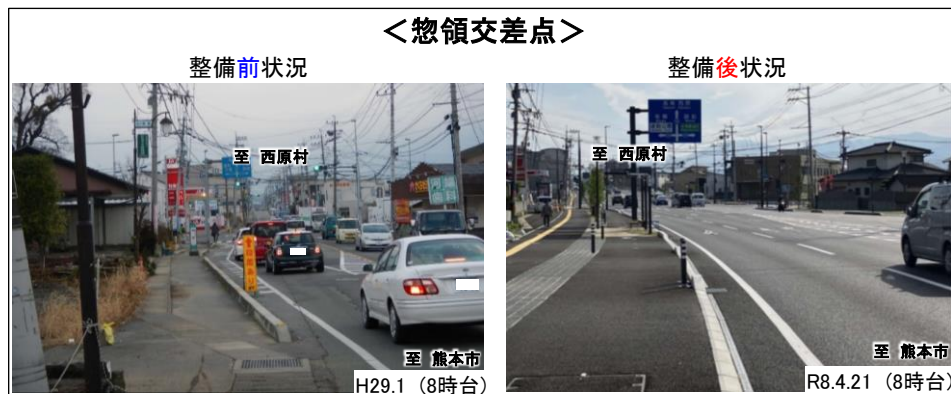 ＜惣領交差点＞
整備前状況
整備後状況
至 西原村
至 熊本市
H29.1（8時台）
至 西原村
至 熊本市
R8.4.21（8時台）